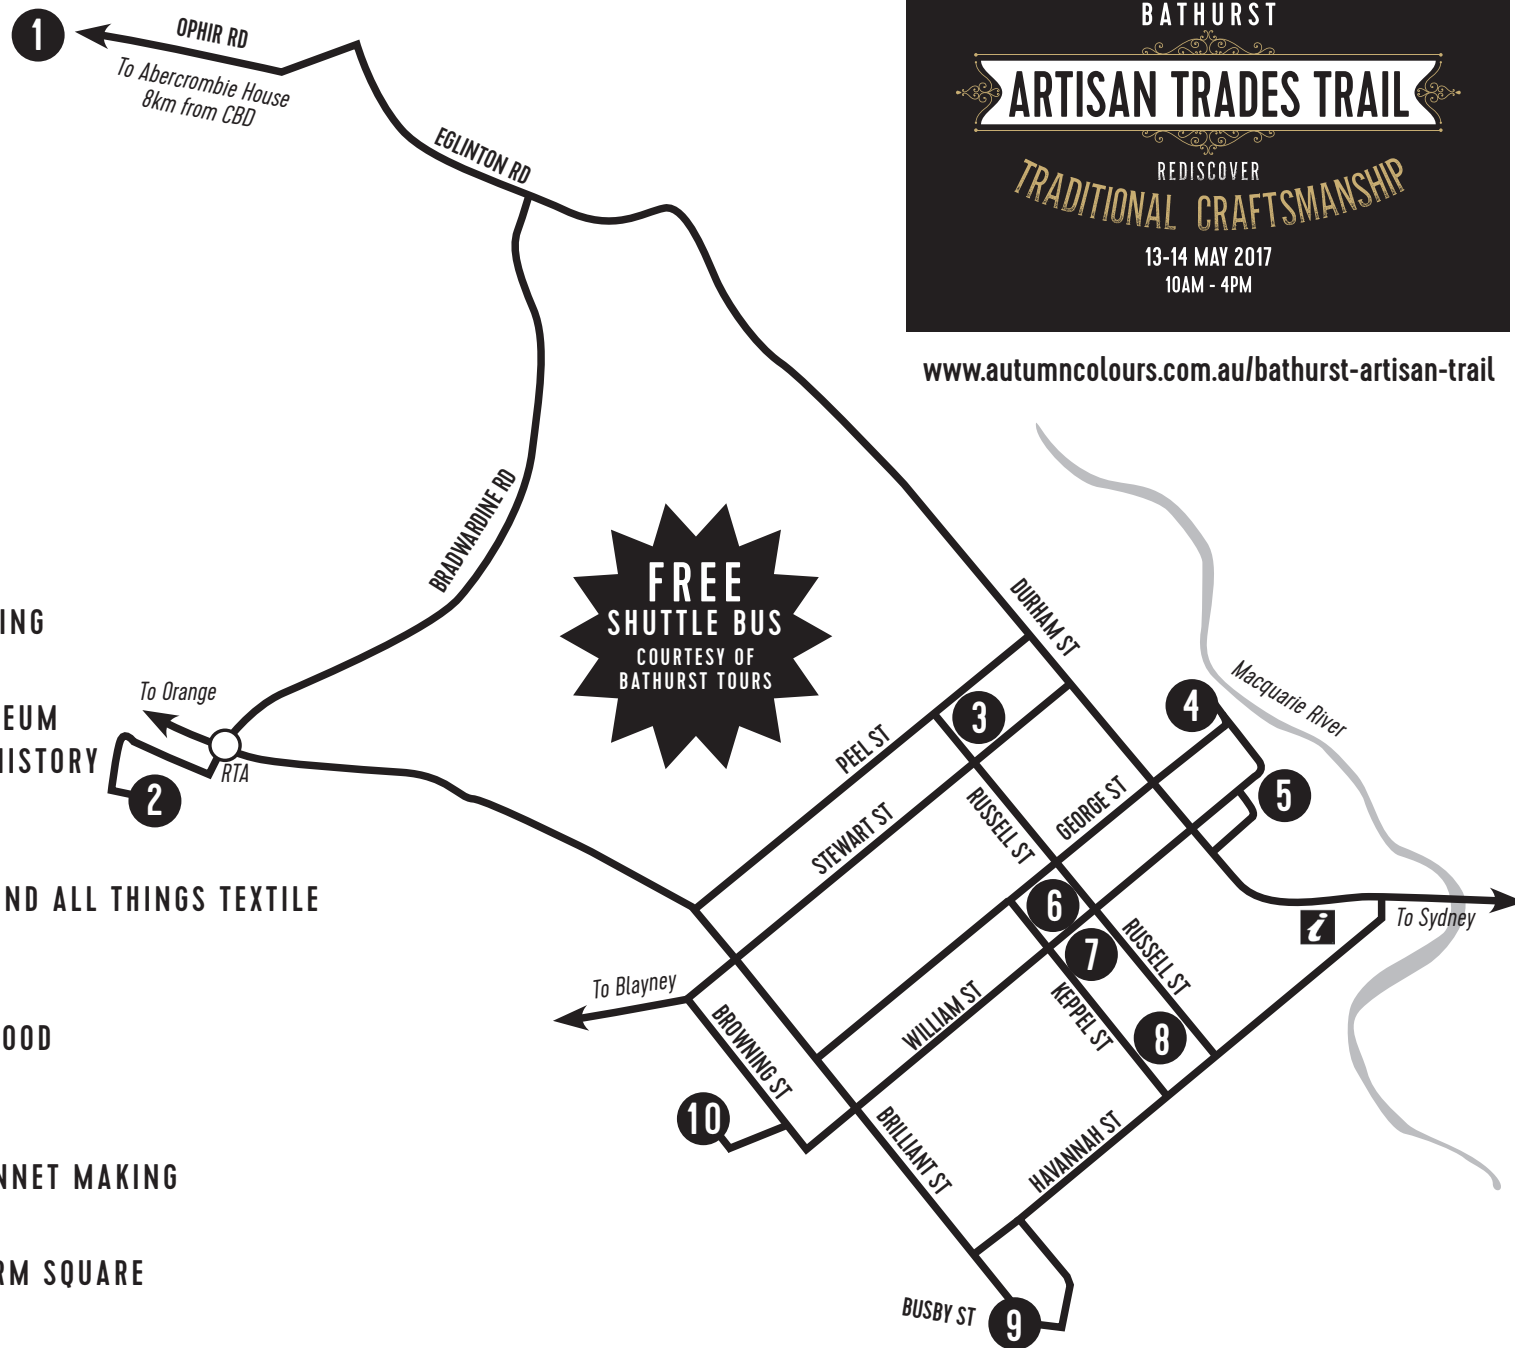 1
OPHIR RD
To Abercrombie House
8km from CBD
EGLINTON RD
BATHURST
ARTISAN TRADES TRAIL
REDISCOVER
TRADITIONAL CRAFTSMANSHIP
13-14 MAY 2017
10AM - 4PM
www.autumncolours.com.au/bathurst-artisan-trail
BRADWARDINE RD
FREE
SHUTTLE BUS
COURTESY OF
BATHURST TOURS
DURHAM ST
Macquarie River
ING
To Orange
EUM
HISTORY
RTA
2
3
4
5
PEEL ST
STEWART ST
RUSSELL ST
GEORGE ST
ND ALL THINGS TEXTILE
6
7
RUSSELL ST
i
To Sydney
To Blayney
BROWNING ST
WILLIAM ST
KEPPEL ST
8
OOD
10
BRILLIANT ST
HAVANNAH ST
NNET MAKING
RM SQUARE
BUSBY ST
9